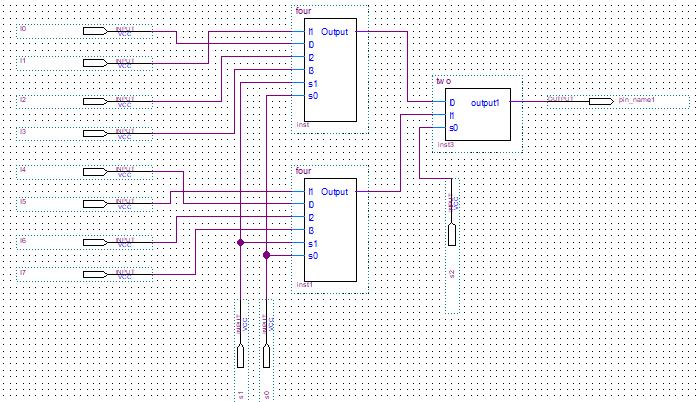 four
I0 INPUT VCC
I1 INPUT VCC
I2 INPUT VCC
I3 INPUT VCC
I1 Output
I0
I2
I3
s1
s0
inst
two
I0 output1
I1
s0
inst3
OUTPUT pin_name1
four
I4 INPUT VCC
I5 INPUT VCC
I6 INPUT VCC
I7 INPUT VCC
I1 Output
I0
I2
I3
s1
s0
inst1
INPUT VCC
s2
INPUT VCC
s1
INPUT VCC
s0